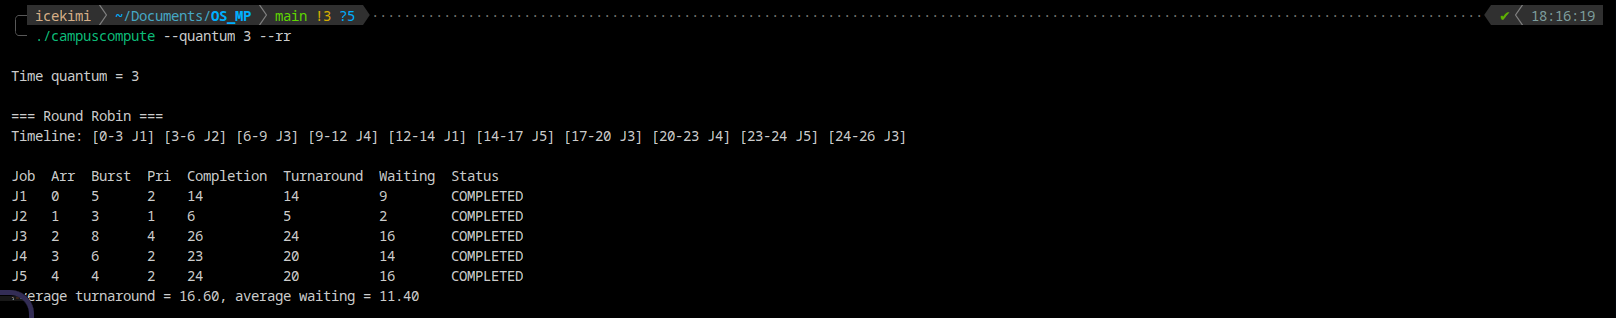 icekimi ~/Documents/OS_MP main !3 ?5 ✔ 18:16:19
./campuscompute --quantum 3 --rr
Time quantum = 3
=== Round Robin ===
Timeline: [0-3 J1] [3-6 J2] [6-9 J3] [9-12 J4] [12-14 J1] [14-17 J5] [17-20 J3] [20-23 J4] [23-24 J5] [24-26 J3]
Job Arr Burst Pri Completion Turnaround Waiting Status
J1 0 5 2 14 14 9 COMPLETED
J2 1 3 1 6 5 2 COMPLETED
J3 2 8 4 26 24 16 COMPLETED
J4 3 6 2 23 20 14 COMPLETED
J5 4 4 2 24 20 16 COMPLETED
average turnaround = 16.60, average waiting = 11.40